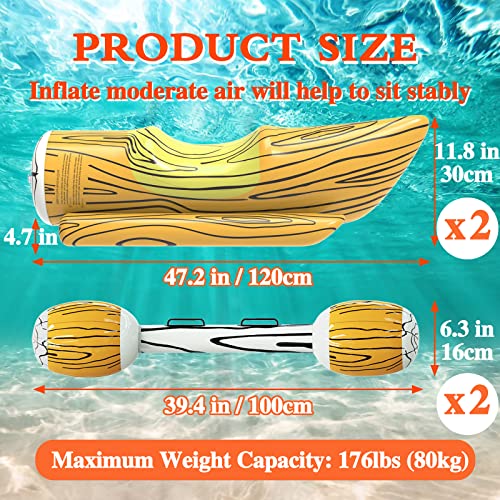 PRODUCT SIZE
Inflate moderate air will help to sit stably
11.8 in
30cm
x2
4.7 in
47.2 in / 120cm
6.3 in
16cm
x2
39.4 in / 100cm
Maximum Weight Capacity: 176lbs (80kg)